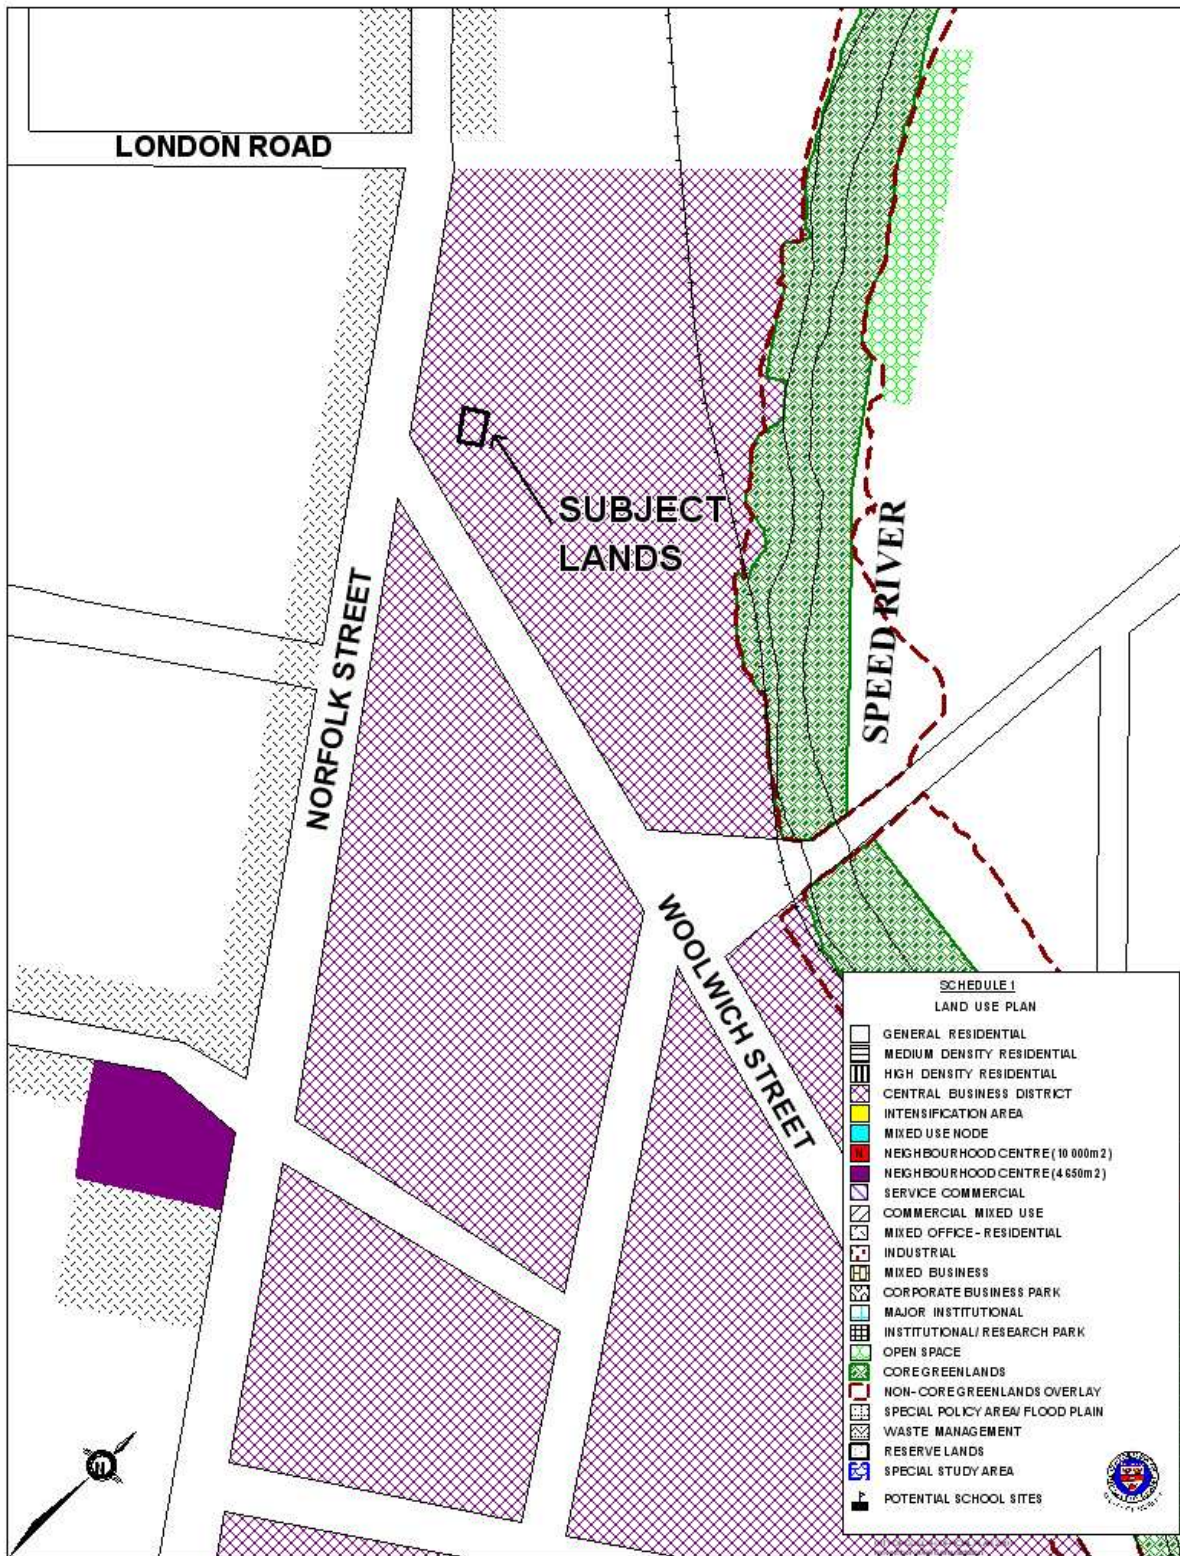 LONDON ROAD
SUBJECT
LANDS
SPEED RIVER
NORFOLK STREET
WOOLWICH STREET
N
SCHEDULE 1
LAND USE PLAN
GENERAL RESIDENTIAL
MEDIUM DENSITY RESIDENTIAL
HIGH DENSITY RESIDENTIAL
CENTRAL BUSINESS DISTRICT
INTENSIFICATION AREA
MIXED USE NODE
N NEIGHBOURHOOD CENTRE (10 000m2)
NEIGHBOURHOOD CENTRE (4 650m2)
SERVICE COMMERCIAL
COMMERCIAL MIXED USE
MIXED OFFICE - RESIDENTIAL
INDUSTRIAL
MIXED BUSINESS
CORPORATE BUSINESS PARK
MAJOR INSTITUTIONAL
INSTITUTIONAL/ RESEARCH PARK
OPEN SPACE
CORE GREENLANDS
NON-CORE GREENLANDS OVERLAY
SPECIAL POLICY AREA/ FLOOD PLAIN
WASTE MANAGEMENT
RESERVE LANDS
SPECIAL STUDY AREA
POTENTIAL SCHOOL SITES